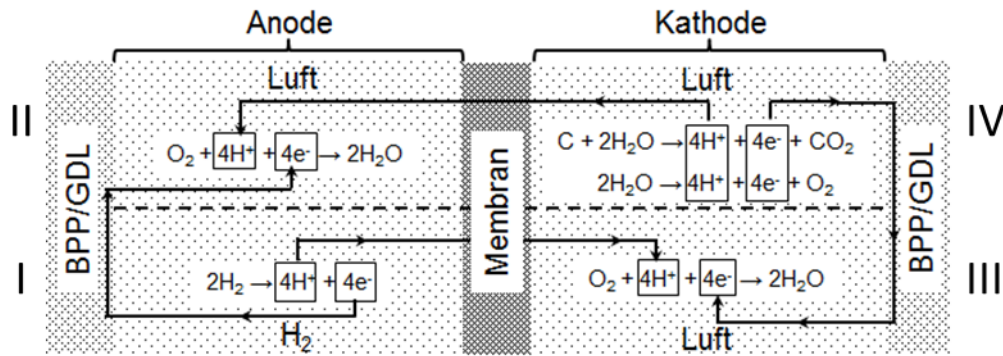 Anode
Kathode
Luft
Luft
II
IV
O₂ + 4H⁺ + 4e⁻ → 2H₂O
C + 2H₂O → 4H⁺ + 4e⁻ + CO₂
2H₂O → 4H⁺ + 4e⁻ + O₂
BPP/GDL
Membran
BPP/GDL
I
III
2H₂ → 4H⁺ + 4e⁻
O₂ + 4H⁺ + 4e⁻ → 2H₂O
H₂
Luft